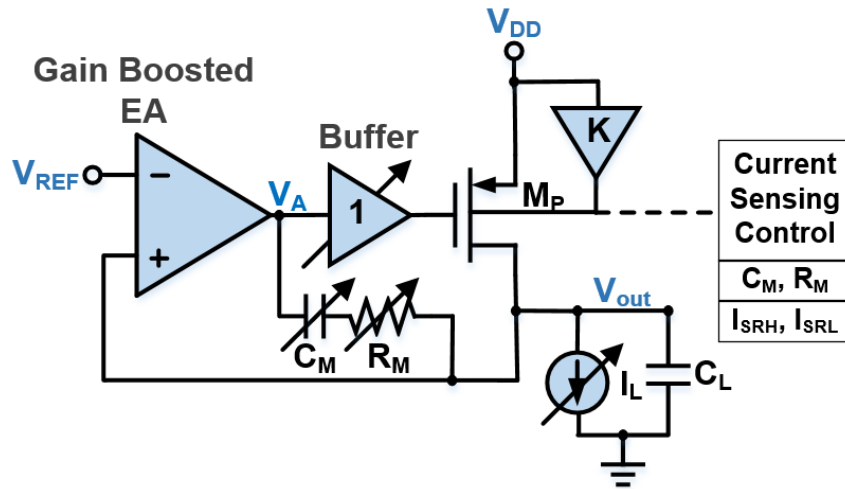 V_DD
Gain Boosted
EA
Buffer
K
V_REF
−
+
V_A
1
M_P
Current
Sensing
Control
C_M, R_M
I_SRH, I_SRL
V_out
C_M
R_M
I_L
C_L